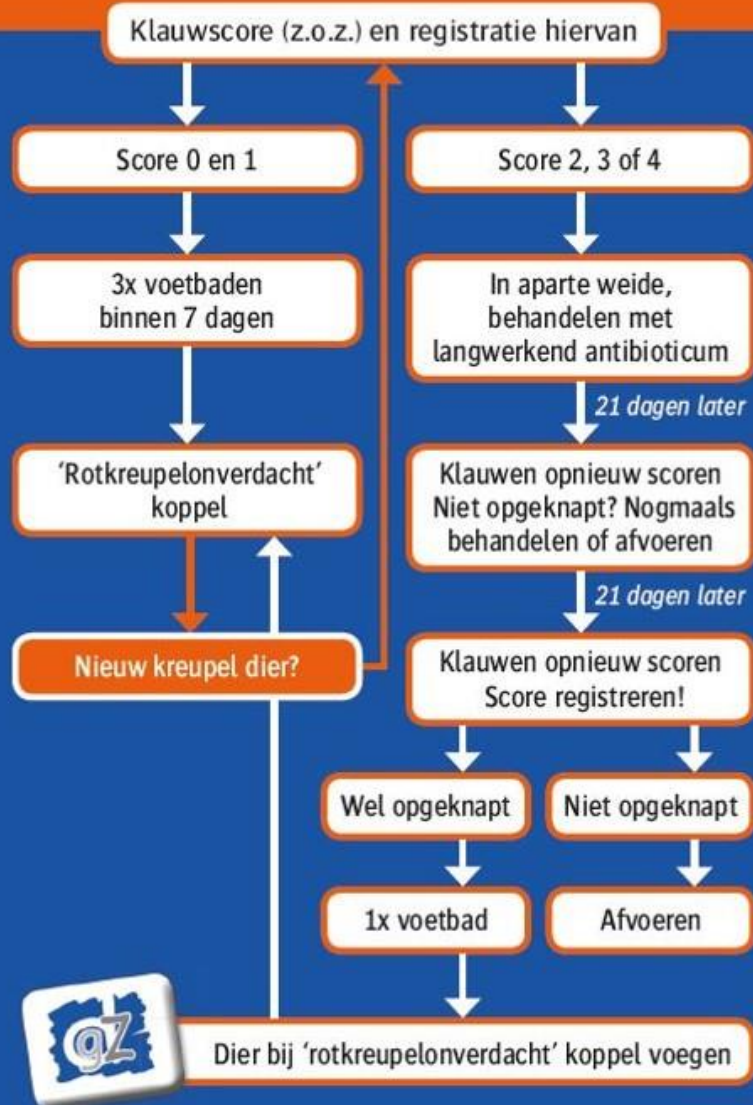 Klauwscore (z.o.z.) en registratie hiervan
Score 0 en 1
3x voetbaden
binnen 7 dagen
'Rotkreupelonverdacht'
koppel
Nieuw kreupel dier?
Score 2, 3 of 4
In aparte weide,
behandelen met
langwerkend antibioticum
21 dagen later
Klauwen opnieuw scoren
Niet opgeknapt? Nogmaals
behandelen of afvoeren
21 dagen later
Klauwen opnieuw scoren
Score registreren!
Wel opgeknapt
Niet opgeknapt
1x voetbad
Afvoeren
Dier bij 'rotkreupelonverdacht' koppel voegen
gZ